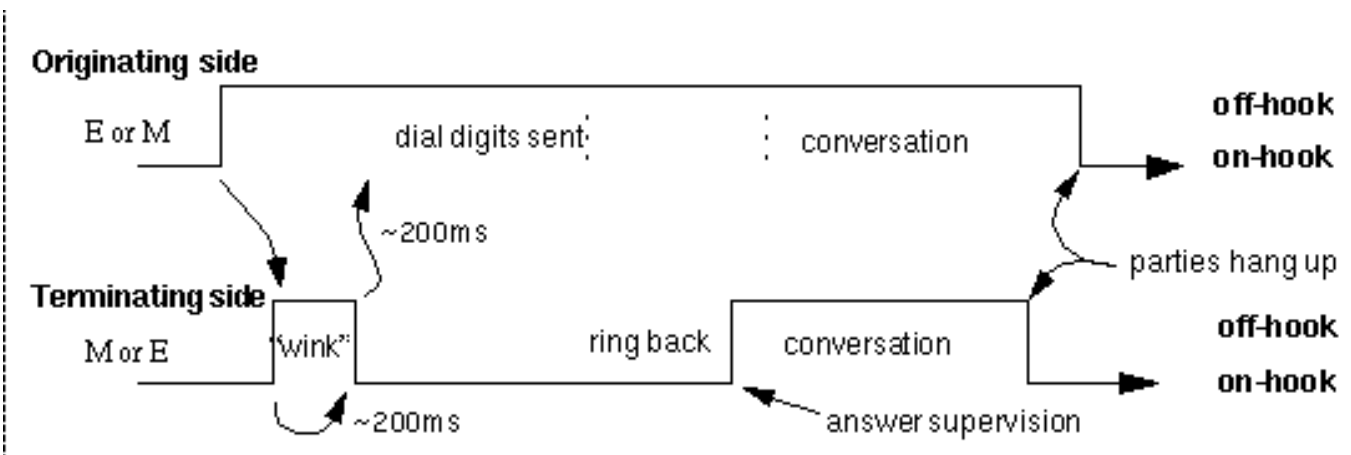 Originating side
off-hook
E or M
dial digits sent
conversation
on-hook
~200ms
parties hang up
Terminating side
off-hook
M or E
"wink"
ring back
conversation
on-hook
~200ms
answer supervision